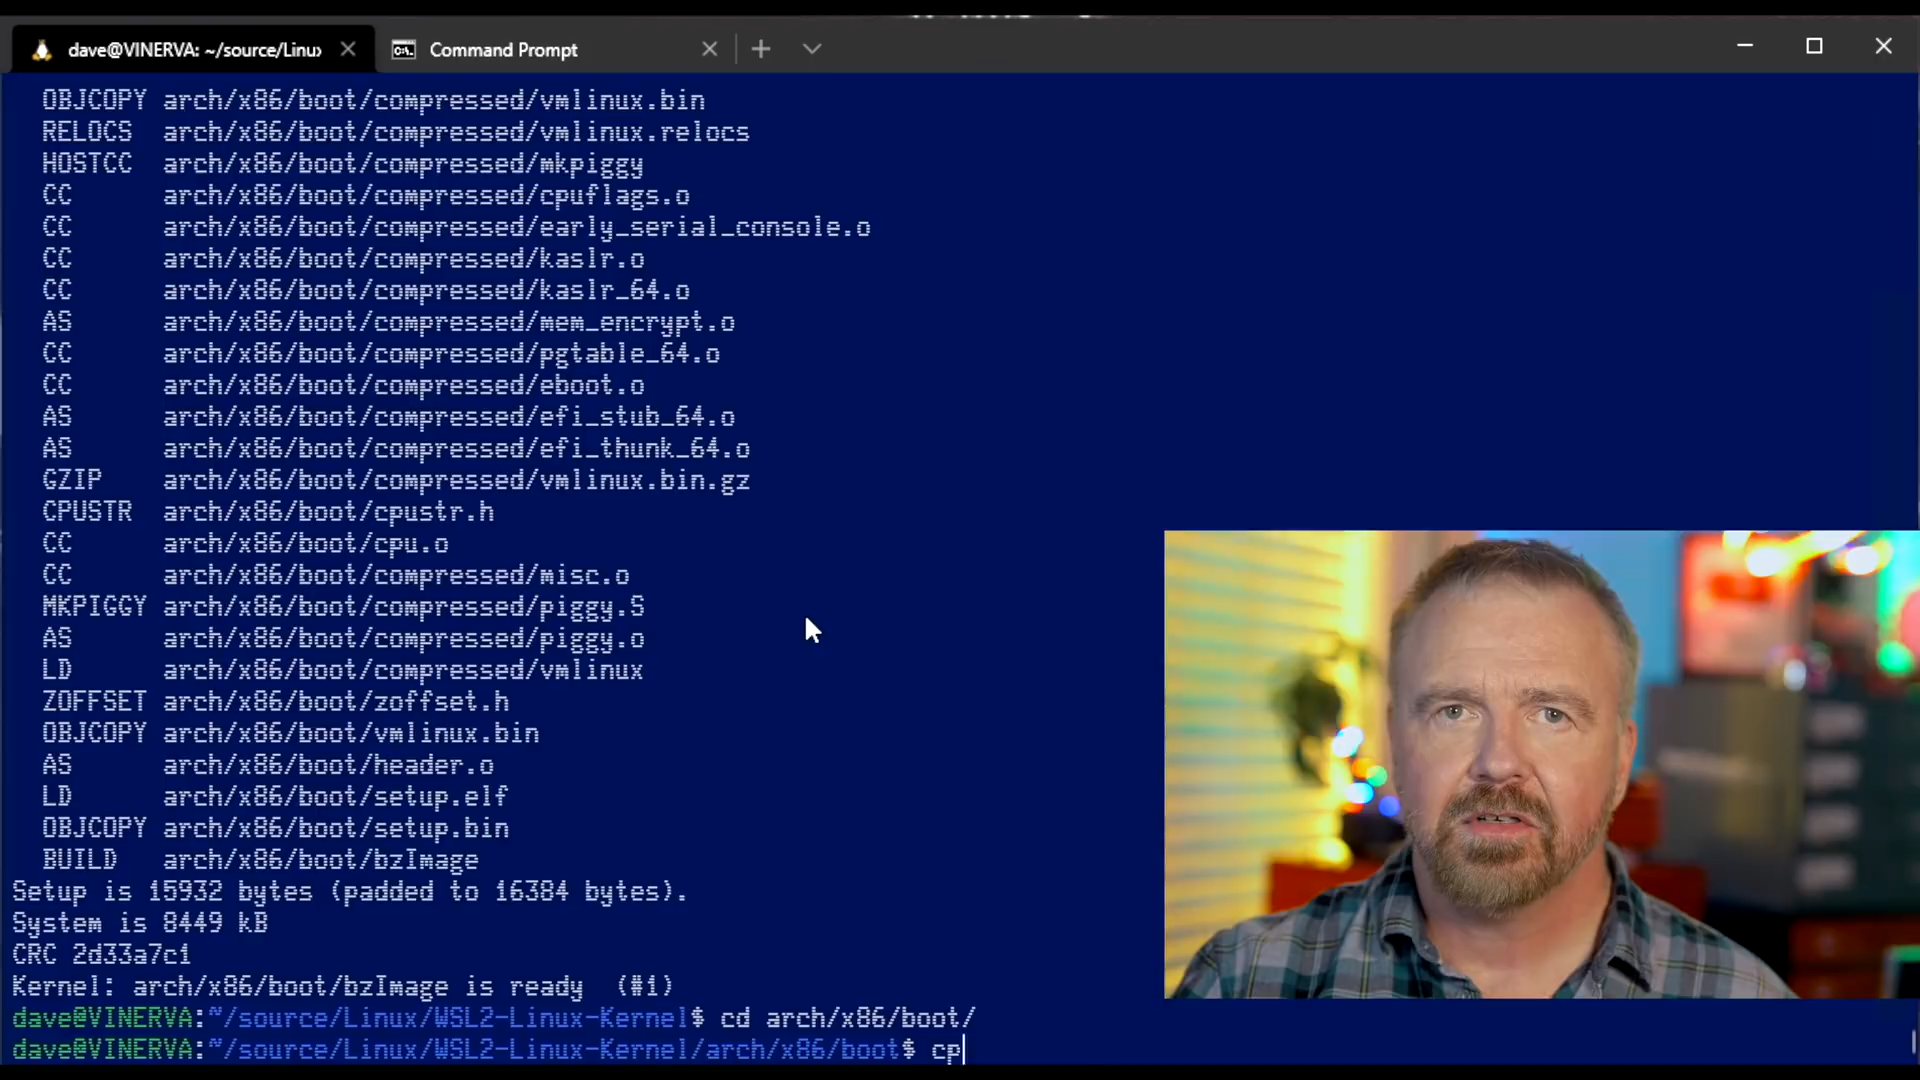 dave@VINERVA: ~/source/Linux
Command Prompt
OBJCOPY arch/x86/boot/compressed/vmlinux.bin
RELOCS arch/x86/boot/compressed/vmlinux.relocs
HOSTCC arch/x86/boot/compressed/mkpiggy
CC arch/x86/boot/compressed/cpuflags.o
CC arch/x86/boot/compressed/early_serial_console.o
CC arch/x86/boot/compressed/kaslr.o
CC arch/x86/boot/compressed/kaslr_64.o
AS arch/x86/boot/compressed/mem_encrypt.o
CC arch/x86/boot/compressed/pgtable_64.o
CC arch/x86/boot/compressed/eboot.o
AS arch/x86/boot/compressed/efi_stub_64.o
AS arch/x86/boot/compressed/efi_thunk_64.o
GZIP arch/x86/boot/compressed/vmlinux.bin.gz
CPUSTR arch/x86/boot/cpustr.h
CC arch/x86/boot/cpu.o
CC arch/x86/boot/compressed/misc.o
MKPIGGY arch/x86/boot/compressed/piggy.S
AS arch/x86/boot/compressed/piggy.o
LD arch/x86/boot/compressed/vmlinux
ZOFFSET arch/x86/boot/zoffset.h
OBJCOPY arch/x86/boot/vmlinux.bin
AS arch/x86/boot/header.o
LD arch/x86/boot/setup.elf
OBJCOPY arch/x86/boot/setup.bin
BUILD arch/x86/boot/bzImage
Setup is 15932 bytes (padded to 16384 bytes).
System is 8449 kB
CRC 2d33a7c1
Kernel: arch/x86/boot/bzImage is ready (#1)
dave@VINERVA:~/source/Linux/WSL2-Linux-Kernel$ cd arch/x86/boot/
dave@VINERVA:~/source/Linux/WSL2-Linux-Kernel/arch/x86/boot$ cp